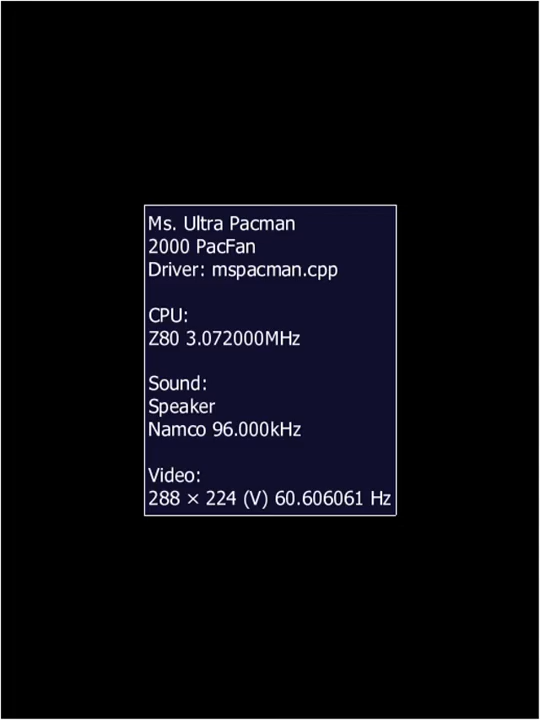 Ms. Ultra Pacman
2000 PacFan
Driver: mspacman.cpp
CPU:
Z80 3.072000MHz
Sound:
Speaker
Namco 96.000kHz
Video:
288 × 224 (V) 60.606061 Hz